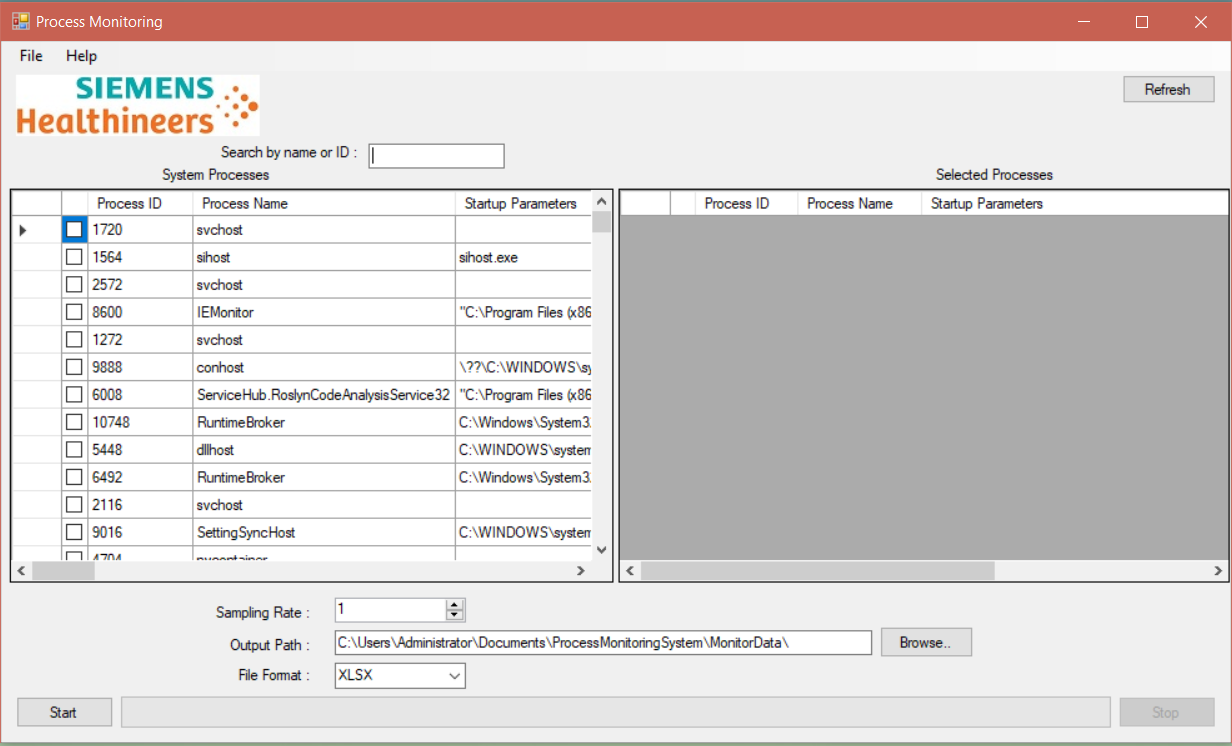 Process Monitoring
File Help
SIEMENS
Healthineers
Refresh
Search by name or ID :
System Processes
Selected Processes
Process ID Process Name Startup Parameters
1720 svchost
1564 sihost sihost.exe
2572 svchost
8600 IEMonitor "C:\Program Files (x86
1272 svchost
9888 conhost \??\C:\WINDOWS\sy
6008 ServiceHub.RoslynCodeAnalysisService32 "C:\Program Files (x86
10748 RuntimeBroker C:\Windows\System3
5448 dllhost C:\WINDOWS\system
6492 RuntimeBroker C:\Windows\System3
2116 svchost
9016 SettingSyncHost C:\WINDOWS\system
4704 nvcontainer
Process ID Process Name Startup Parameters
Sampling Rate : 1
Output Path : C:\Users\Administrator\Documents\ProcessMonitoringSystem\MonitorData\ Browse..
File Format : XLSX
Start Stop